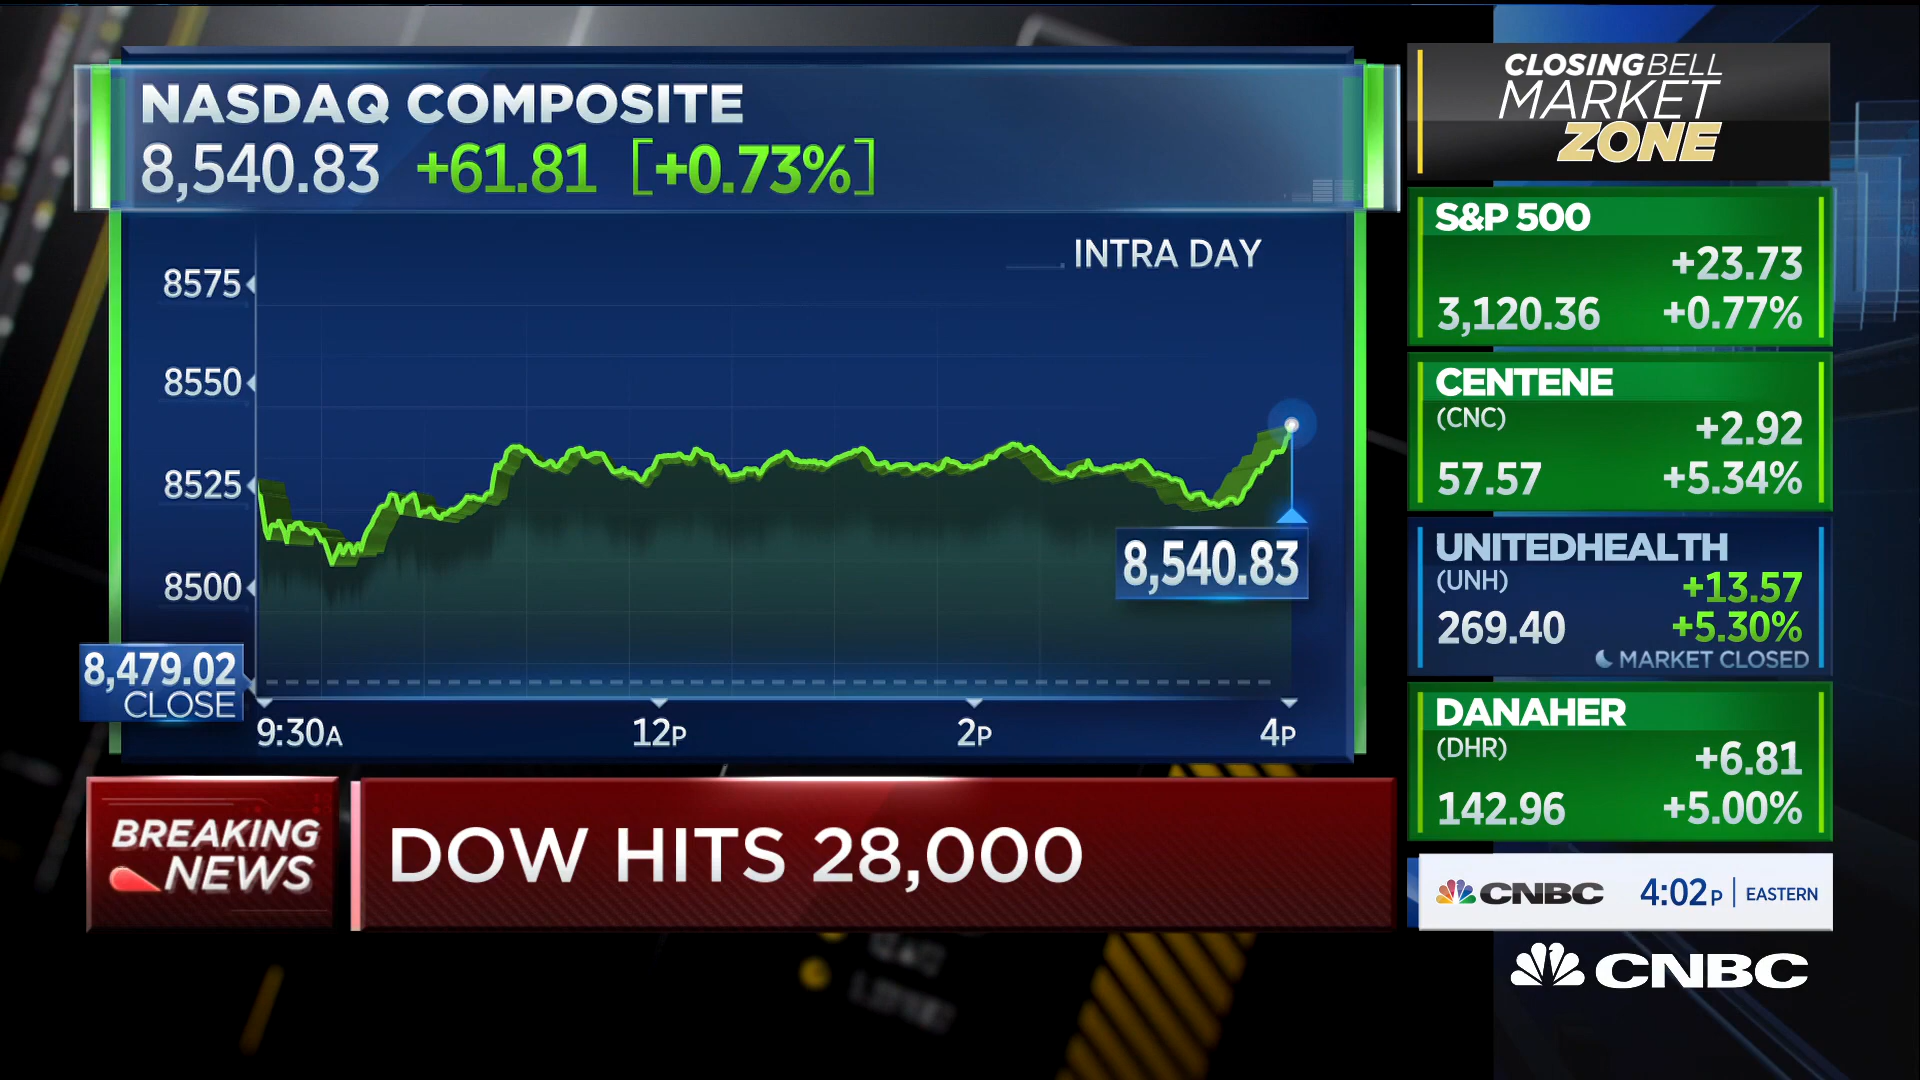 NASDAQ COMPOSITE
8,540.83 +61.81 [+0.73%]
INTRA DAY
8575
8550
8525
8500
8,540.83
8,479.02
CLOSE
9:30A 12P 2P 4P
BREAKING
NEWS
DOW HITS 28,000
CLOSING BELL
MARKET
ZONE
S&P 500
+23.73
3,120.36 +0.77%
CENTENE
(CNC)
+2.92
57.57 +5.34%
UNITEDHEALTH
(UNH)
+13.57
269.40 +5.30%
MARKET CLOSED
DANAHER
(DHR)
+6.81
142.96 +5.00%
CNBC 4:02P | EASTERN
CNBC